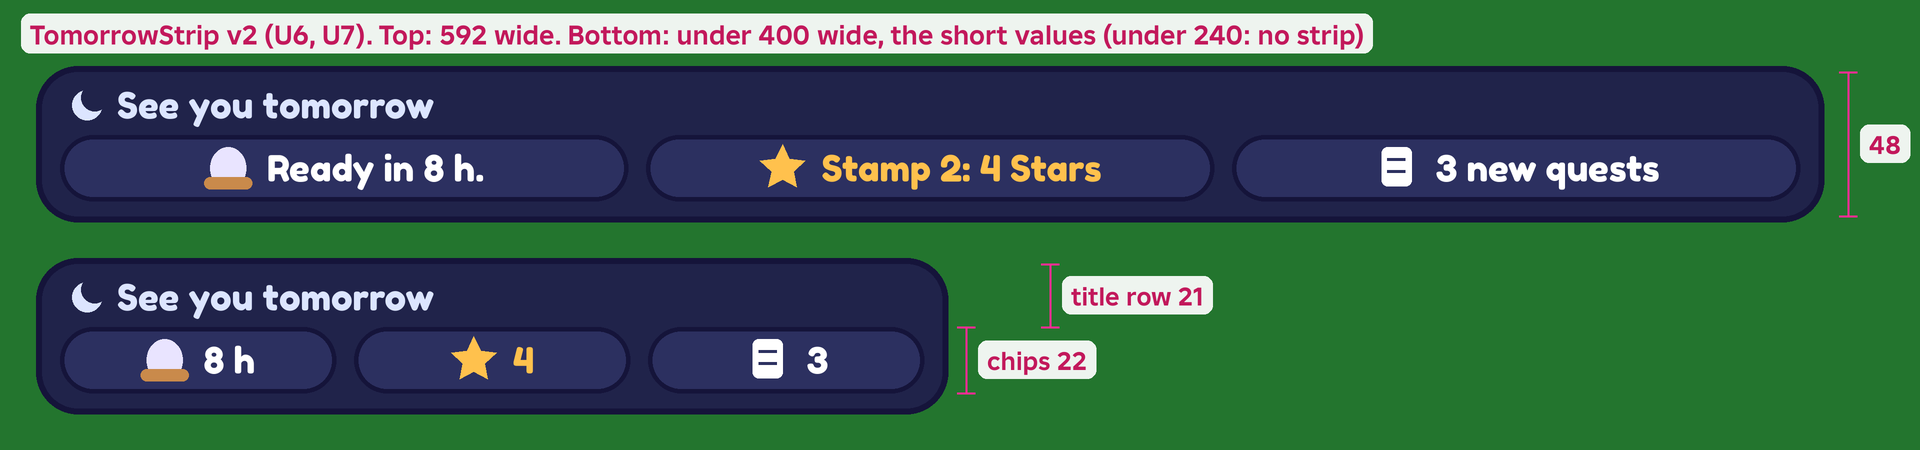 TomorrowStrip v2 (U6, U7). Top: 592 wide. Bottom: under 400 wide, the short values (under 240: no strip)
See you tomorrow
Ready in 8 h.
Stamp 2: 4 Stars
3 new quests
48
See you tomorrow
title row 21
8 h
4
3
chips 22